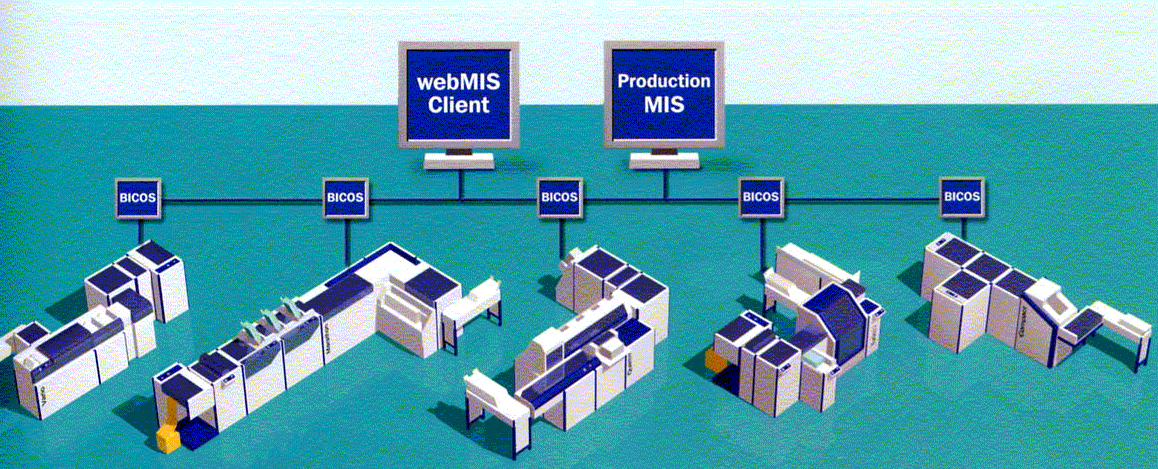 webMIS
Client
Production
MIS
BICOS
BICOS
BICOS
BICOS
BICOS